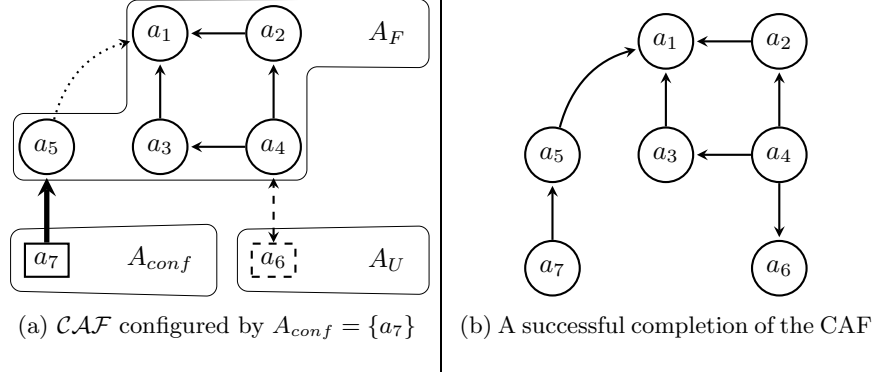 a1 a2 A_F
a5 a3 a4
a7 A_conf a6 A_U
(a) CAF configured by A_conf = {a7}
a1 a2
a5 a3 a4
a7 a6
(b) A successful completion of the CAF